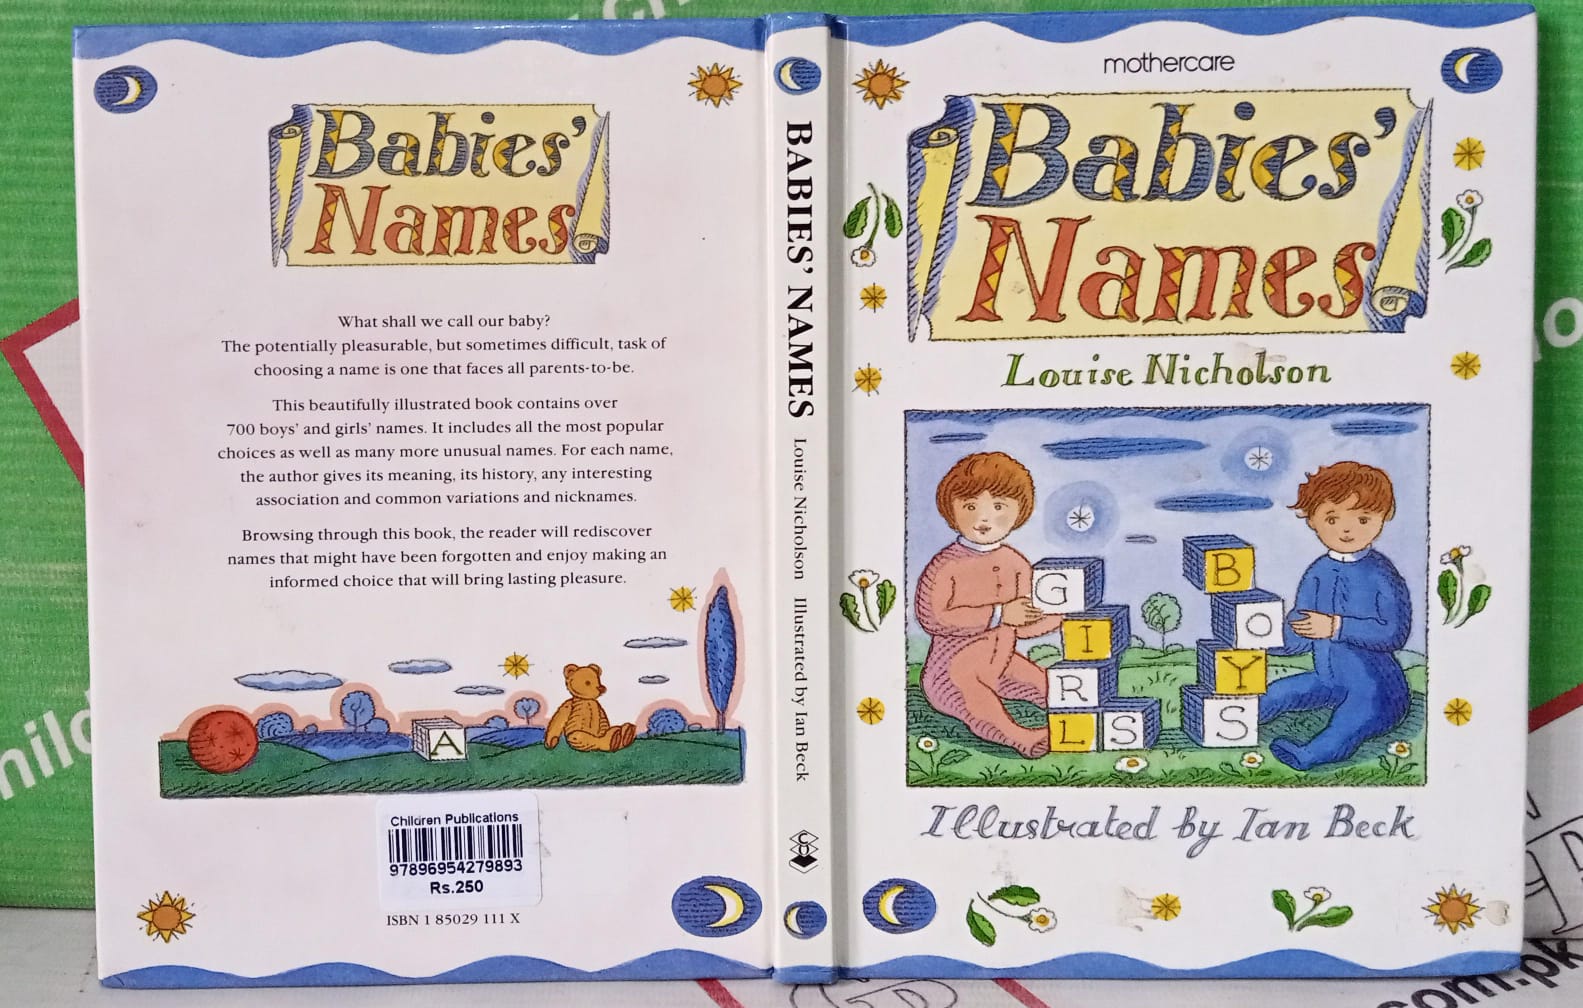 Babies'
Names
What shall we call our baby?
The potentially pleasurable, but sometimes difficult, task of
choosing a name is one that faces all parents-to-be.
This beautifully illustrated book contains over
700 boys' and girls' names. It includes all the most popular
choices as well as many more unusual names. For each name,
the author gives its meaning, its history, any interesting
association and common variations and nicknames.
Browsing through this book, the reader will rediscover
names that might have been forgotten and enjoy making an
informed choice that will bring lasting pleasure.
A
Children Publications
97896954279893
Rs.250
ISBN 1 85029 111 X
BABIES' NAMES Louise Nicholson Illustrated by Ian Beck
mothercare
Babies'
Names
Louise Nicholson
G
I
R
L S
B
O
Y
S
Illustrated by Ian Beck